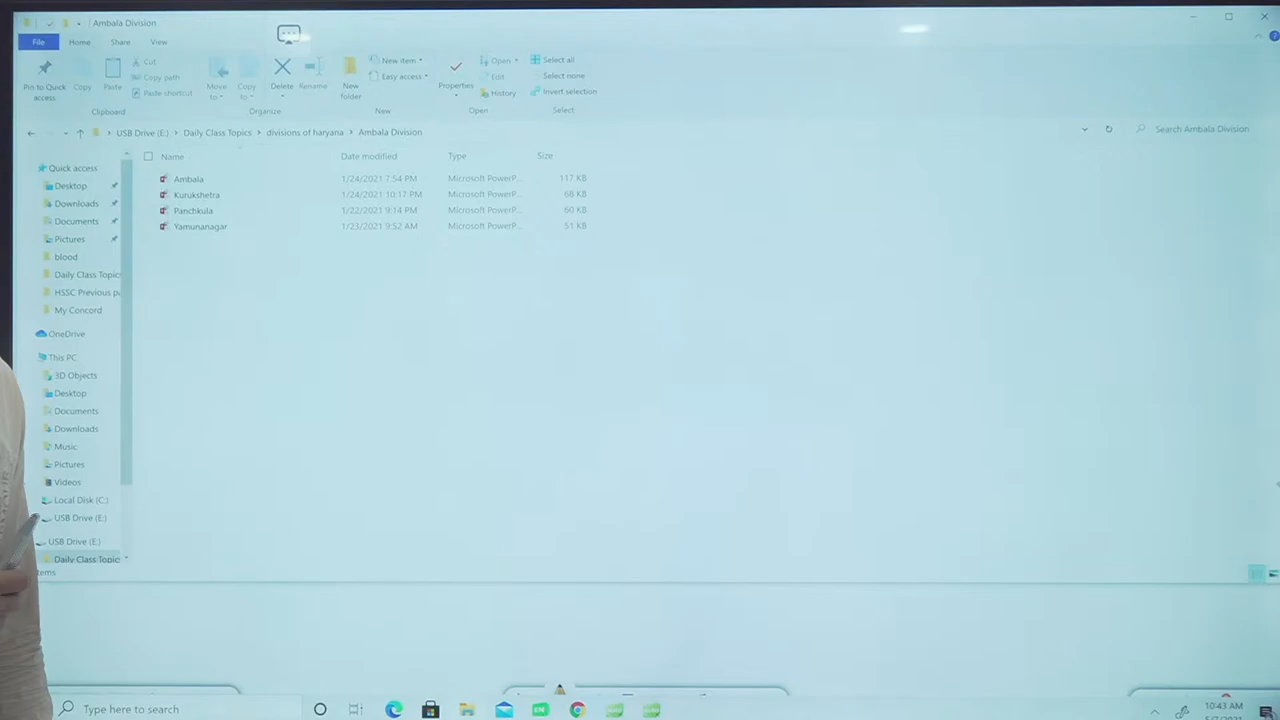 Ambala Division
File Home Share View
Pin to Quick access
Copy
Paste
Cut
Copy path
Paste shortcut
Clipboard
Move to
Copy to
Delete
Rename
Organize
New folder
New item
Easy access
New
Properties
Open
Edit
History
Open
Select all
Select none
Invert selection
Select
USB Drive (E:) > Daily Class Topics > divisions of haryana > Ambala Division
Search Ambala Division
Name Date modified Type Size
Ambala 1/24/2021 7:54 PM Microsoft PowerP... 117 KB
Kurukshetra 1/24/2021 10:17 PM Microsoft PowerP... 68 KB
Panchkula 1/22/2021 9:14 PM Microsoft PowerP... 60 KB
Yamunanagar 1/23/2021 9:52 AM Microsoft PowerP... 51 KB
Quick access
Desktop
Downloads
Documents
Pictures
blood
Daily Class Topic
HSSC Previous p
My Concord
OneDrive
This PC
3D Objects
Desktop
Documents
Downloads
Music
Pictures
Videos
Local Disk (C:)
USB Drive (E:)
USB Drive (E:)
Daily Class Topic
tems
Type here to search
EN
10:43 AM